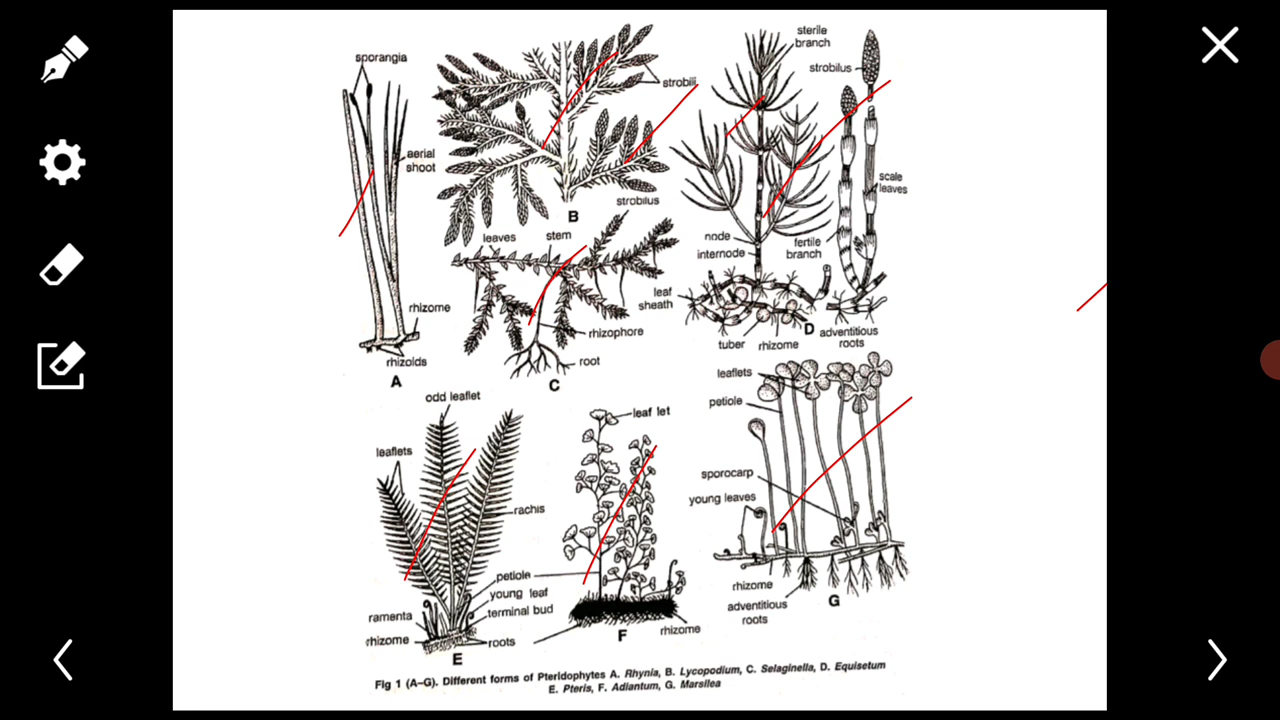 sporangia
aerial
shoot
rhizome
rhizoids
A
strobili
B
strobilus
leaves
stem
rhizophore
root
C
sterile
branch
strobilus
scale
leaves
node
internode
fertile
branch
leaf
sheath
tuber
rhizome
D
adventitious
roots
odd leaflet
leaflets
rachis
petiole
young leaf
terminal bud
ramenta
rhizome
roots
E
leaf let
rhizome
F
leaflets
petiole
sporocarp
young leaves
rhizome
adventitious
roots
G
Fig 1 (A–G). Different forms of Pteridophytes A. Rhynia, B. Lycopodium, C. Selaginella, D. Equisetum
E. Pteris, F. Adiantum, G. Marsilea